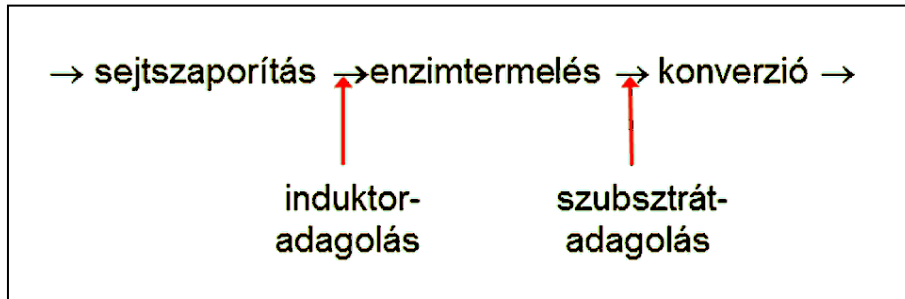 → sejtszaporítás →enzimtermelés → konverzió →
induktor- szubsztrát-
adagolás adagolás